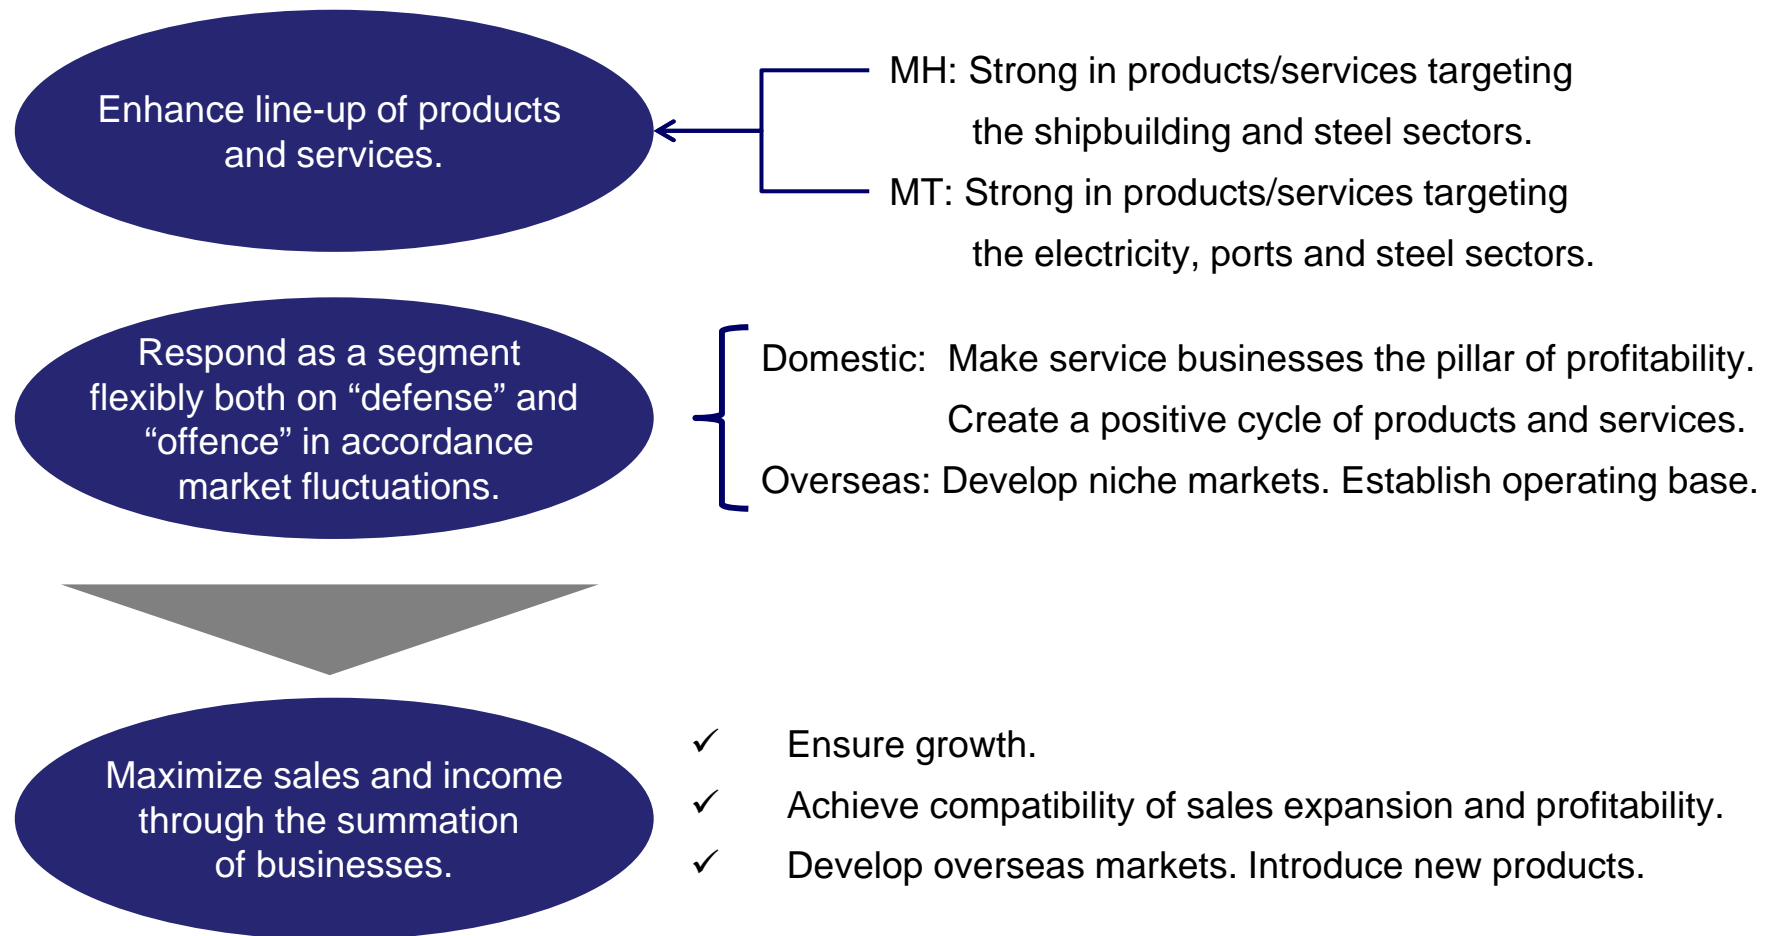 Enhance line-up of products
and services.
MH: Strong in products/services targeting
the shipbuilding and steel sectors.
MT: Strong in products/services targeting
the electricity, ports and steel sectors.
Respond as a segment
flexibly both on “defense” and
“offence” in accordance
market fluctuations.
Domestic: Make service businesses the pillar of profitability.
Create a positive cycle of products and services.
Overseas: Develop niche markets. Establish operating base.
Maximize sales and income
through the summation
of businesses.
✓ Ensure growth.
✓ Achieve compatibility of sales expansion and profitability.
✓ Develop overseas markets. Introduce new products.